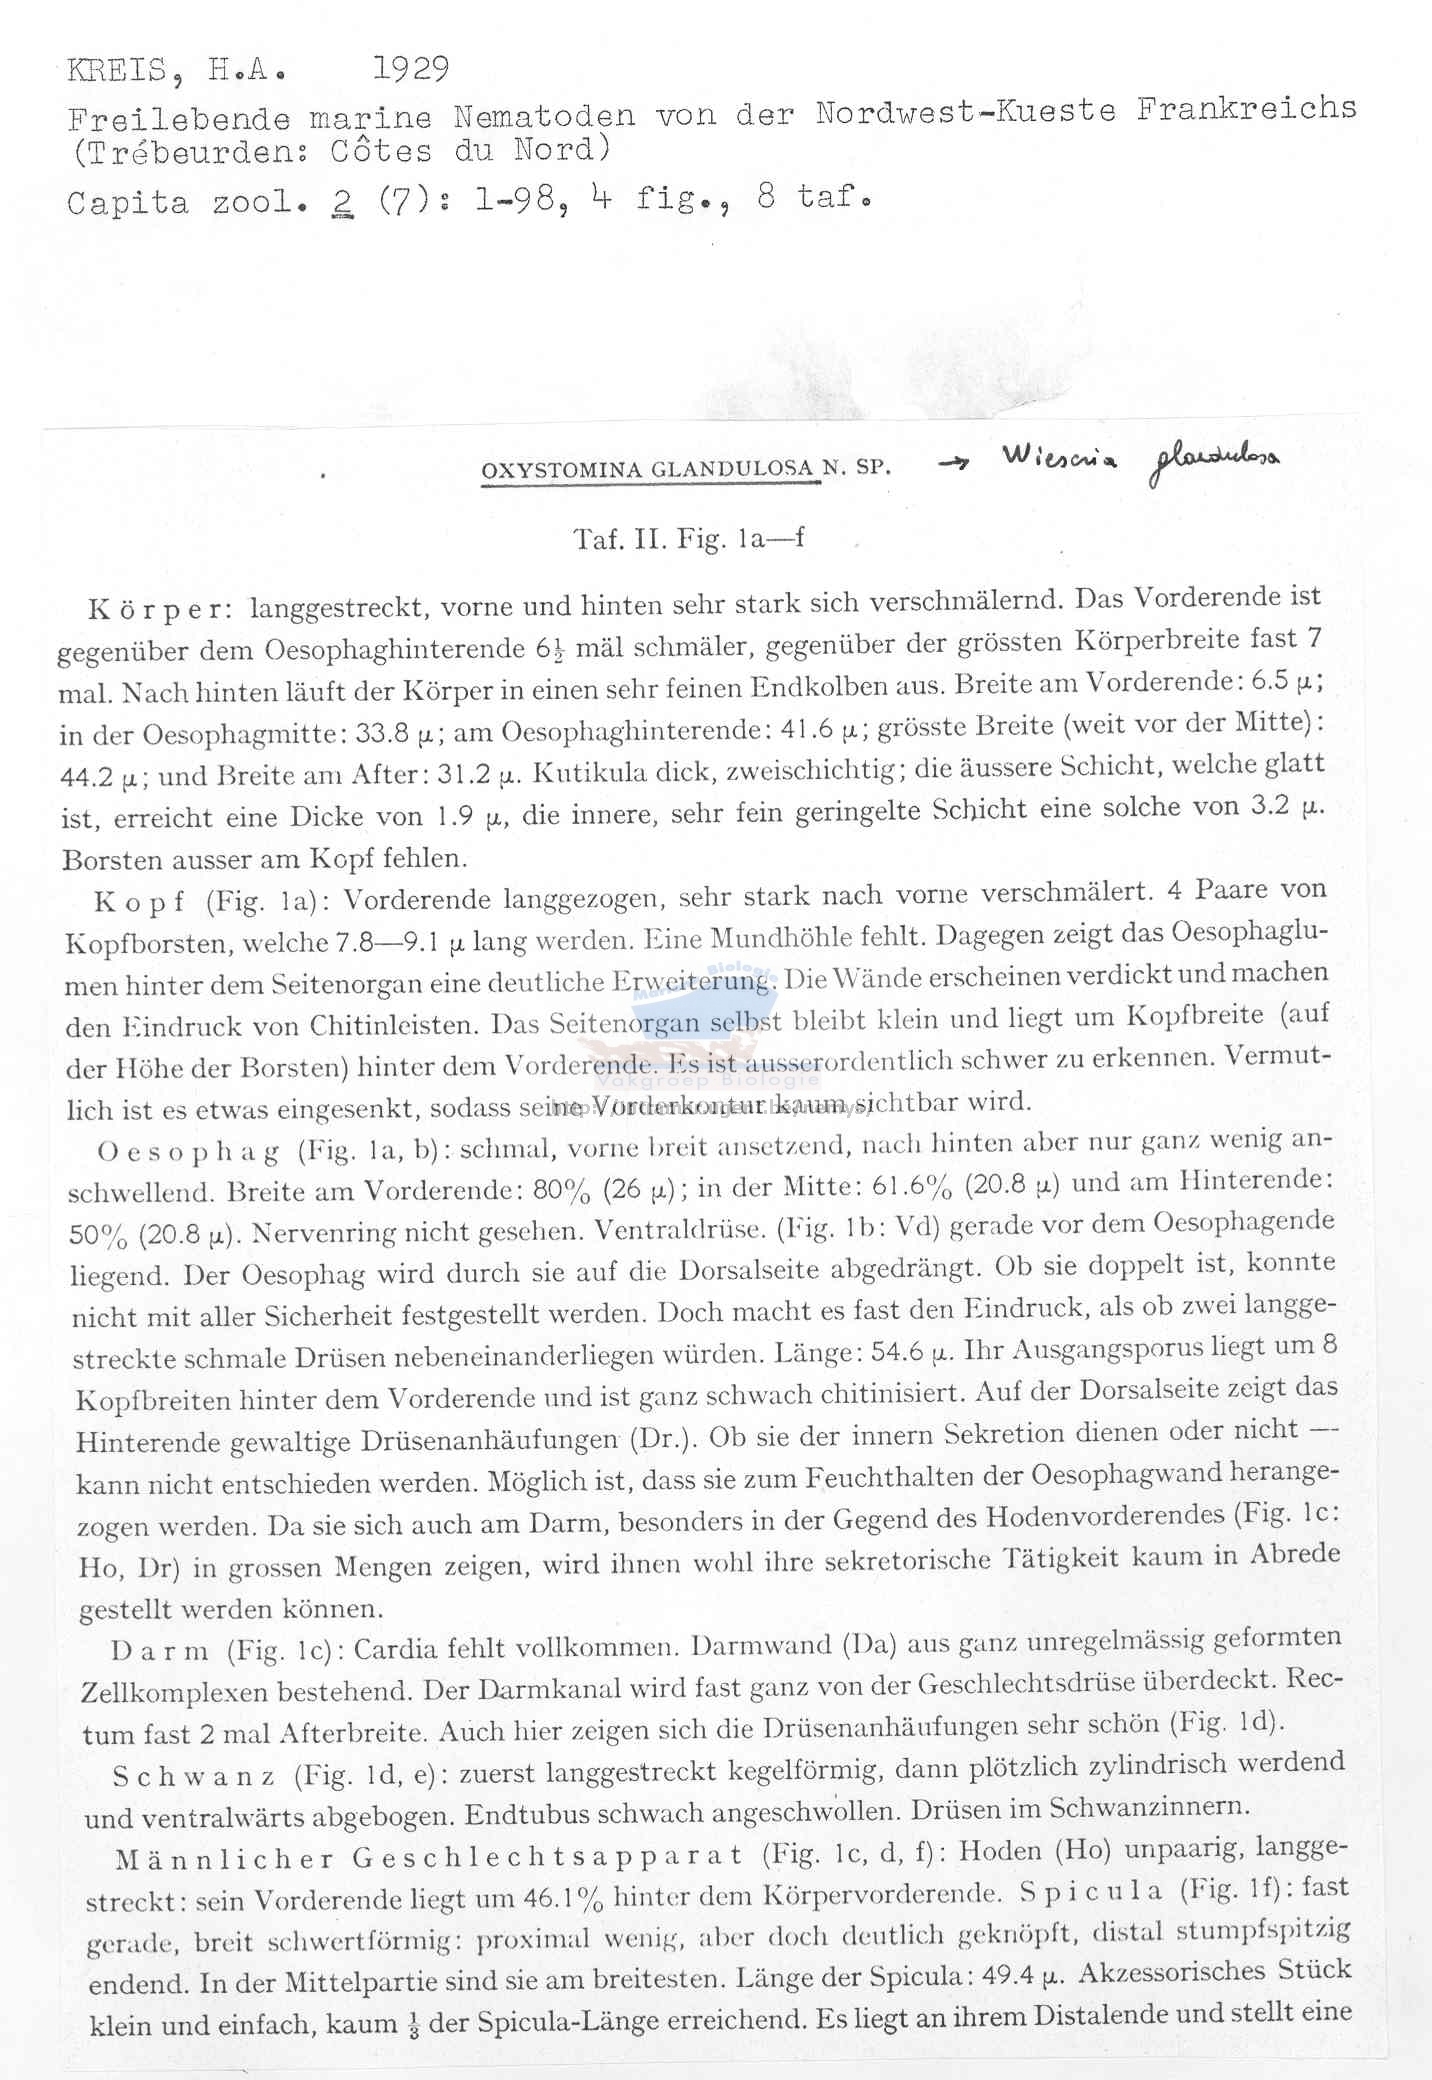 KREIS, H.A. 1929
Freilebende marine Nematoden von der Nordwest-Kueste Frankreichs
(Trébeurden: Côtes du Nord)
Capita zool. 2 (7): 1-98, 4 fig., 8 taf.
OXYSTOMINA GLANDULOSA N. SP. → Wieseria glandulosa
Taf. II. Fig. 1a—f
Körper: langgestreckt, vorne und hinten sehr stark sich verschmälernd. Das Vorderende ist
gegenüber dem Oesophaghinterende 6½ mäl schmäler, gegenüber der grössten Körperbreite fast 7
mal. Nach hinten läuft der Körper in einen sehr feinen Endkolben aus. Breite am Vorderende: 6.5 µ;
in der Oesophagmitte: 33.8 µ; am Oesophaghinterende: 41.6 µ; grösste Breite (weit vor der Mitte):
44.2 µ; und Breite am After: 31.2 µ. Kutikula dick, zweischichtig; die äussere Schicht, welche glatt
ist, erreicht eine Dicke von 1.9 µ, die innere, sehr fein geringelte Schicht eine solche von 3.2 µ.
Borsten ausser am Kopf fehlen.
Kopf (Fig. 1a): Vorderende langgezogen, sehr stark nach vorne verschmälert. 4 Paare von
Kopfborsten, welche 7.8—9.1 µ lang werden. Eine Mundhöhle fehlt. Dagegen zeigt das Oesophaglu-
men hinter dem Seitenorgan eine deutliche Erweiterung. Die Wände erscheinen verdickt und machen
den Eindruck von Chitinleisten. Das Seitenorgan selbst bleibt klein und liegt um Kopfbreite (auf
der Höhe der Borsten) hinter dem Vorderende. Es ist ausserordentlich schwer zu erkennen. Vermut-
lich ist es etwas eingesenkt, sodass seine Vorderkontur kaum sichtbar wird.
Vakgroep Biologie
Oesophag (Fig. 1a, b): schmal, vorne breit ansetzend, nach hinten aber nur ganz wenig an-
schwellend. Breite am Vorderende: 80% (26 µ); in der Mitte: 61.6% (20.8 µ) und am Hinterende:
50% (20.8 µ). Nervenring nicht gesehen. Ventraldrüse. (Fig. 1b: Vd) gerade vor dem Oesophagende
liegend. Der Oesophag wird durch sie auf die Dorsalseite abgedrängt. Ob sie doppelt ist, konnte
nicht mit aller Sicherheit festgestellt werden. Doch macht es fast den Eindruck, als ob zwei langge-
streckte schmale Drüsen nebeneinanderliegen würden. Länge: 54.6 µ. Ihr Ausgangsporus liegt um 8
Kopfbreiten hinter dem Vorderende und ist ganz schwach chitinisiert. Auf der Dorsalseite zeigt das
Hinterende gewaltige Drüsenanhäufungen (Dr.). Ob sie der innern Sekretion dienen oder nicht —
kann nicht entschieden werden. Möglich ist, dass sie zum Feuchthalten der Oesophagwand herange-
zogen werden. Da sie sich auch am Darm, besonders in der Gegend des Hodenvorderendes (Fig. 1c:
Ho, Dr) in grossen Mengen zeigen, wird ihnen wohl ihre sekretorische Tätigkeit kaum in Abrede
gestellt werden können.
Darm (Fig. 1c): Cardia fehlt vollkommen. Darmwand (Da) aus ganz unregelmässig geformten
Zellkomplexen bestehend. Der Darmkanal wird fast ganz von der Geschlechtsdrüse überdeckt. Rec-
tum fast 2 mal Afterbreite. Auch hier zeigen sich die Drüsenanhäufungen sehr schön (Fig. 1d).
Schwanz (Fig. 1d, e): zuerst langgestreckt kegelförmig, dann plötzlich zylindrisch werdend
und ventralwärts abgebogen. Endtubus schwach angeschwollen. Drüsen im Schwanzinnern.
Männlicher Geschlechtsapparat (Fig. 1c, d, f): Hoden (Ho) unpaarig, langge-
streckt: sein Vorderende liegt um 46.1% hinter dem Körpervorderende. Spicula (Fig. 1f): fast
gerade, breit schwertförmig: proximal wenig, aber doch deutlich geknöpft, distal stumpfspitzig
endend. In der Mittelpartie sind sie am breitesten. Länge der Spicula: 49.4 µ. Akzessorisches Stück
klein und einfach, kaum ⅓ der Spicula-Länge erreichend. Es liegt an ihrem Distalende und stellt eine